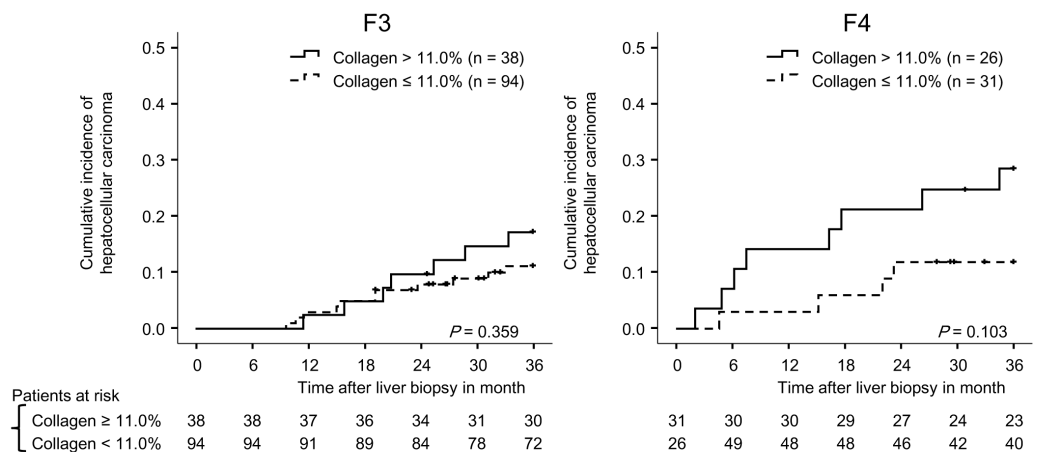 F3
Cumulative incidence of
hepatocellular carcinoma
0.5
0.4
0.3
0.2
0.1
0.0
Collagen > 11.0% (n = 38)
Collagen ≤ 11.0% (n = 94)
P = 0.359
0 6 12 18 24 30 36
Time after liver biopsy in month
F4
Cumulative incidence of
hepatocellular carcinoma
0.5
0.4
0.3
0.2
0.1
0.0
Collagen > 11.0% (n = 26)
Collagen ≤ 11.0% (n = 31)
P = 0.103
0 6 12 18 24 30 36
Time after liver biopsy in month
Patients at risk
Collagen ≥ 11.0% 38 38 37 36 34 31 30 31 30 30 29 27 24 23
Collagen < 11.0% 94 94 91 89 84 78 72 26 49 48 48 46 42 40